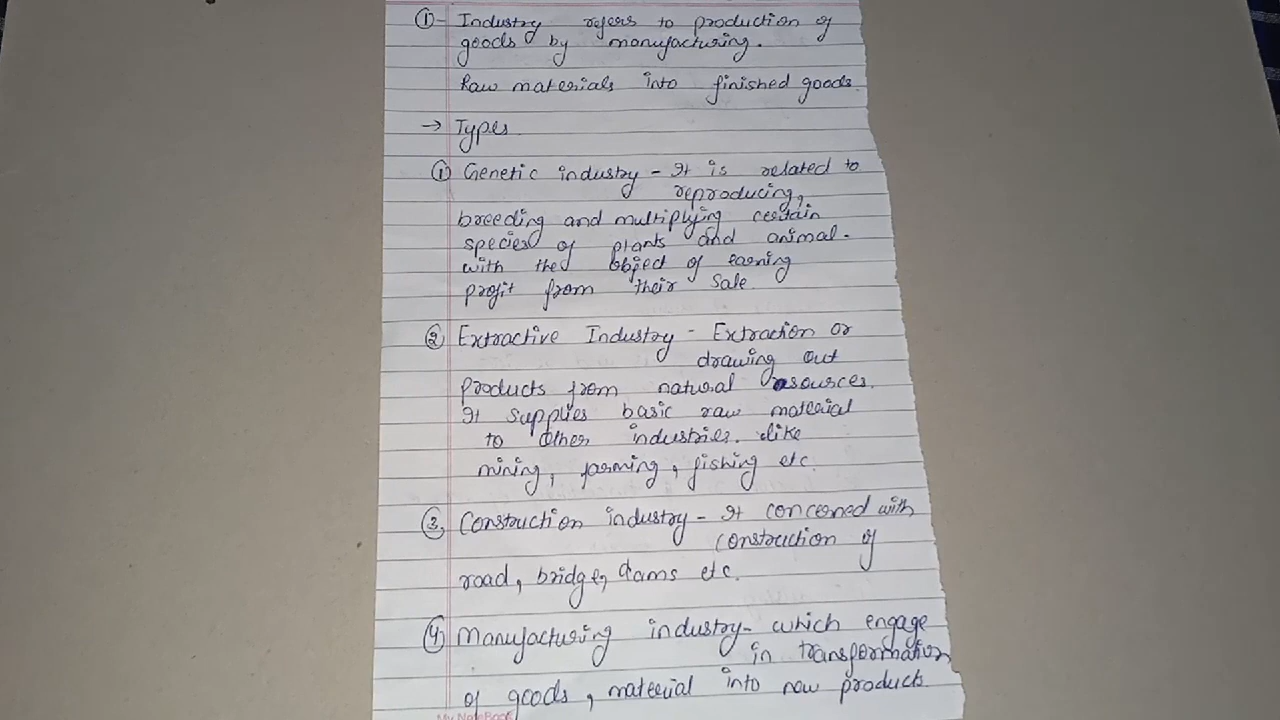 ① - Industry refers to production of
goods by manufacturing.
Raw materials into finished goods.
→ Types
① Genetic industry - It is related to
reproducing,
breeding and multiplying certain
species of plants and animal.
with the object of earning
profit from their sale
② Extractive Industry - Extraction or
drawing out
products from natural resources.
It supplies basic raw material
to other industries. like
mining, farming, fishing etc.
③ Construction industry - It concerned with
construction of
road, bridge, dams etc.
④ Manufacturing industry - which engage
in transformation
of goods, material into new products
My NoteBook